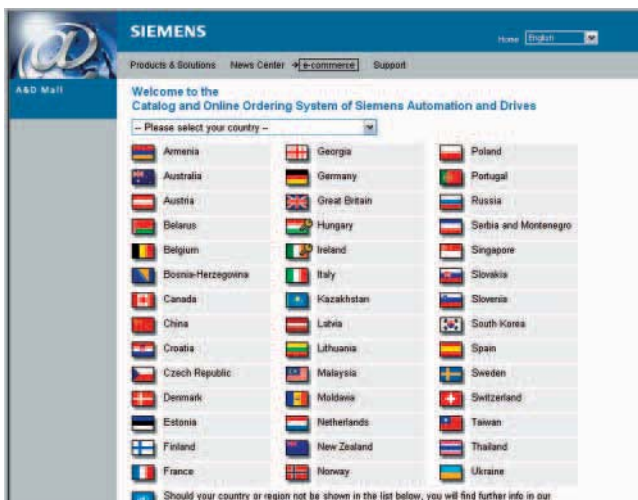 SIEMENS
Home English
Products & Solutions News Center e-commerce Support
A&D Mall
Welcome to the
Catalog and Online Ordering System of Siemens Automation and Drives
-- Please select your country --
Armenia Georgia Poland
Australia Germany Portugal
Austria Great Britain Russia
Belarus Hungary Serbia and Montenegro
Belgium Ireland Singapore
Bosnia-Herzegowina Italy Slovakia
Canada Kazakhstan Slovenia
China Latvia South Korea
Croatia Lithuania Spain
Czech Republic Malaysia Sweden
Denmark Moldavia Switzerland
Estonia Netherlands Taiwan
Finland New Zealand Thailand
France Norway Ukraine
Should your country or region not be shown in the list below, you will find further info in our